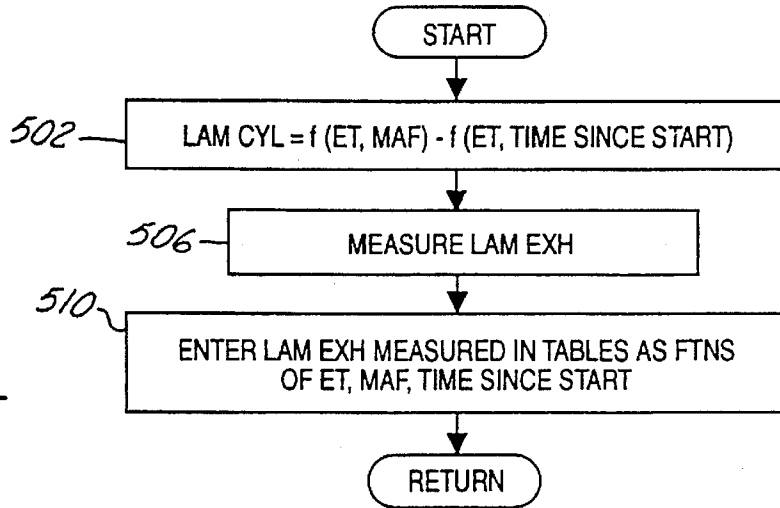 START
502
LAM CYL = f (ET, MAF) - f (ET, TIME SINCE START)
506
MEASURE LAM EXH
510
ENTER LAM EXH MEASURED IN TABLES AS FTNS
OF ET, MAF, TIME SINCE START
RETURN